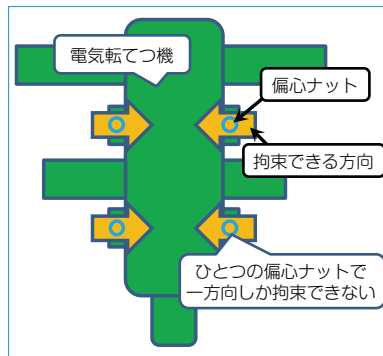 電気転てつ機
偏心ナット
拘束できる方向
ひとつの偏心ナットで
一方向しか拘束できない